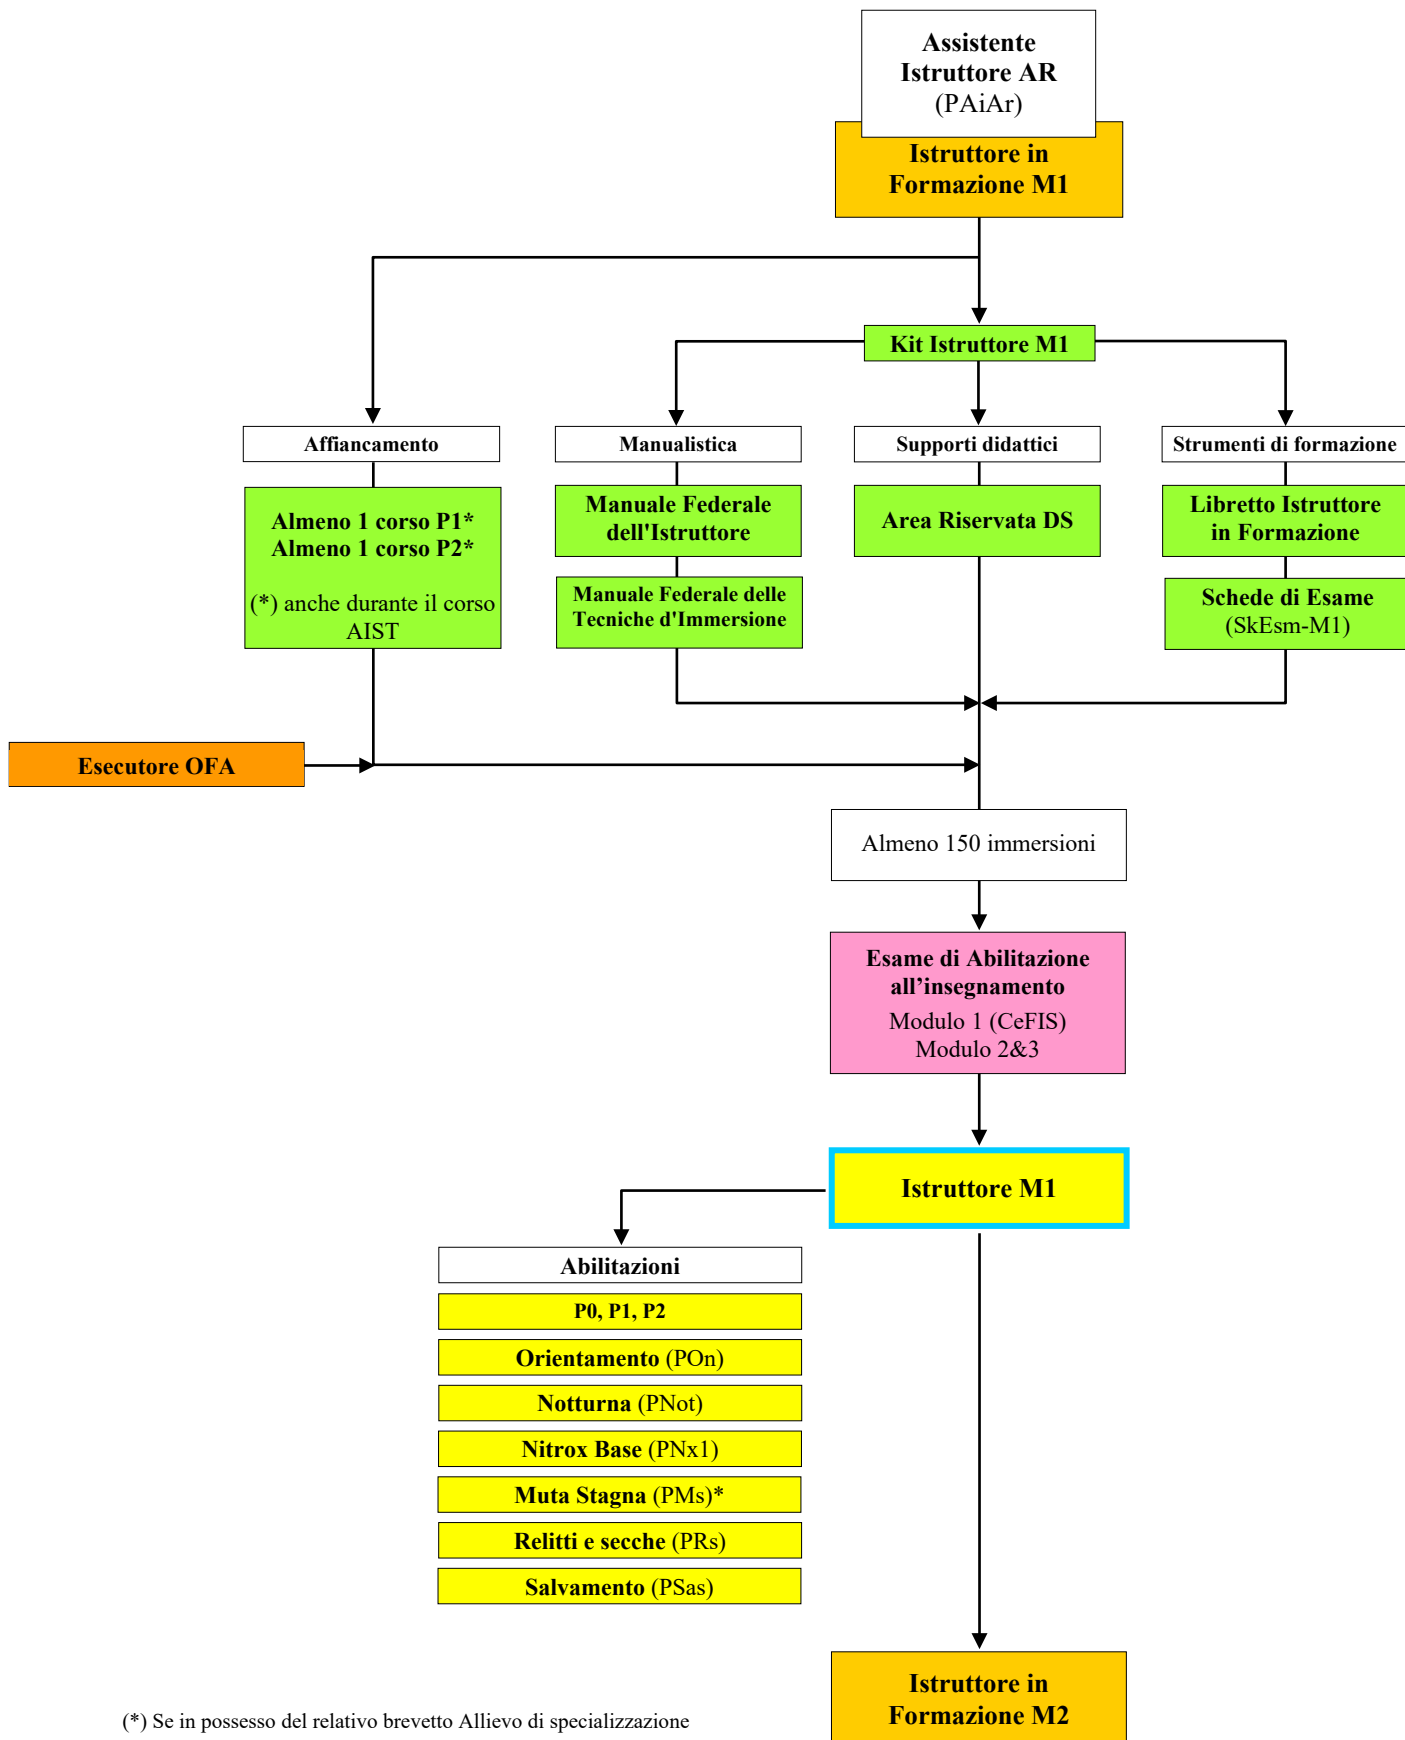 Assistente
Istruttore AR
(PAiAr)
Istruttore in
Formazione M1
Kit Istruttore M1
Affiancamento
Manualistica
Supporti didattici
Strumenti di formazione
Almeno 1 corso P1*
Almeno 1 corso P2*
(*) anche durante il corso
AIST
Manuale Federale
dell'Istruttore
Manuale Federale delle
Tecniche d'Immersione
Area Riservata DS
Libretto Istruttore
in Formazione
Schede di Esame
(SkEsm-M1)
Esecutore OFA
Almeno 150 immersioni
Esame di Abilitazione
all’insegnamento
Modulo 1 (CeFIS)
Modulo 2&3
Istruttore M1
Abilitazioni
P0, P1, P2
Orientamento (POn)
Notturna (PNot)
Nitrox Base (PNx1)
Muta Stagna (PMs)*
Relitti e secche (PRs)
Salvamento (PSas)
Istruttore in
Formazione M2
(*) Se in possesso del relativo brevetto Allievo di specializzazione